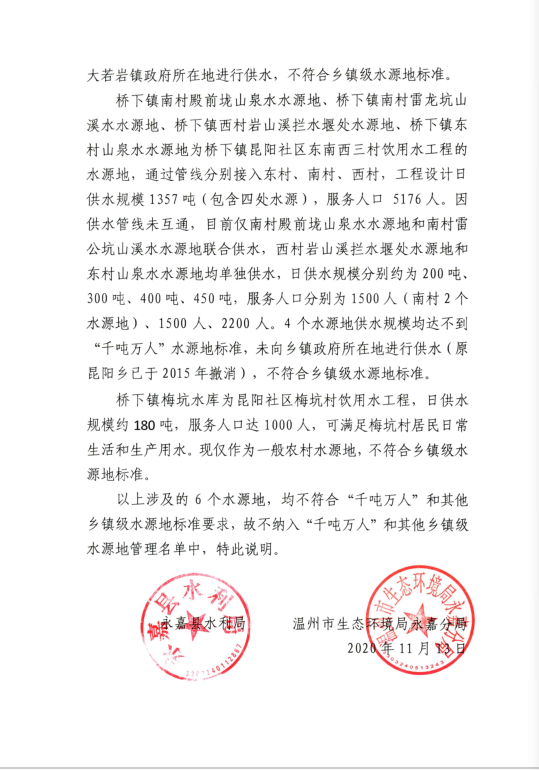 大若岩镇政府所在地进行供水，不符合乡镇级水源地标准。
桥下镇南村殿前垅山泉水水源地、桥下镇南村雷龙坑山
溪水水源地、桥下镇西村岩山溪拦水堰处水源地、桥下镇东
村山泉水水源地为桥下镇昆阳社区东南西三村饮用水工程的
水源地，通过管线分别接入东村、南村、西村，工程设计日
供水规模 1357 吨（包含四处水源），服务人口 5176 人。因
供水管线未互通，目前仅南村殿前垅山泉水水源地和南村雷
公坑山溪水水源地联合供水，西村岩山溪拦水堰处水源地和
东村山泉水水源地均单独供水，日供水规模分别约为 200 吨、
300 吨、400 吨、450 吨，服务人口分别为 1500 人（南村 2 个
水源地）、1500 人、2200 人。4 个水源地供水规模均达不到
“千吨万人”水源地标准，未向乡镇政府所在地进行供水（原
昆阳乡已于 2015 年撤消），不符合乡镇级水源地标准。
桥下镇梅坑水库为昆阳社区梅坑村饮用水工程，日供水
规模约 180 吨，服务人口达 1000 人，可满足梅坑村居民日常
生活和生产用水。现仅作为一般农村水源地，不符合乡镇级水
源地标准。
以上涉及的 6 个水源地，均不符合“千吨万人”和其他
乡镇级水源地标准要求，故不纳入“千吨万人”和其他乡镇级
水源地管理名单中，特此说明。
永嘉县水利局 温州市生态环境局永嘉分局
2020 年 11 月 13 日
永嘉县水利局
市生态环境局永嘉分局